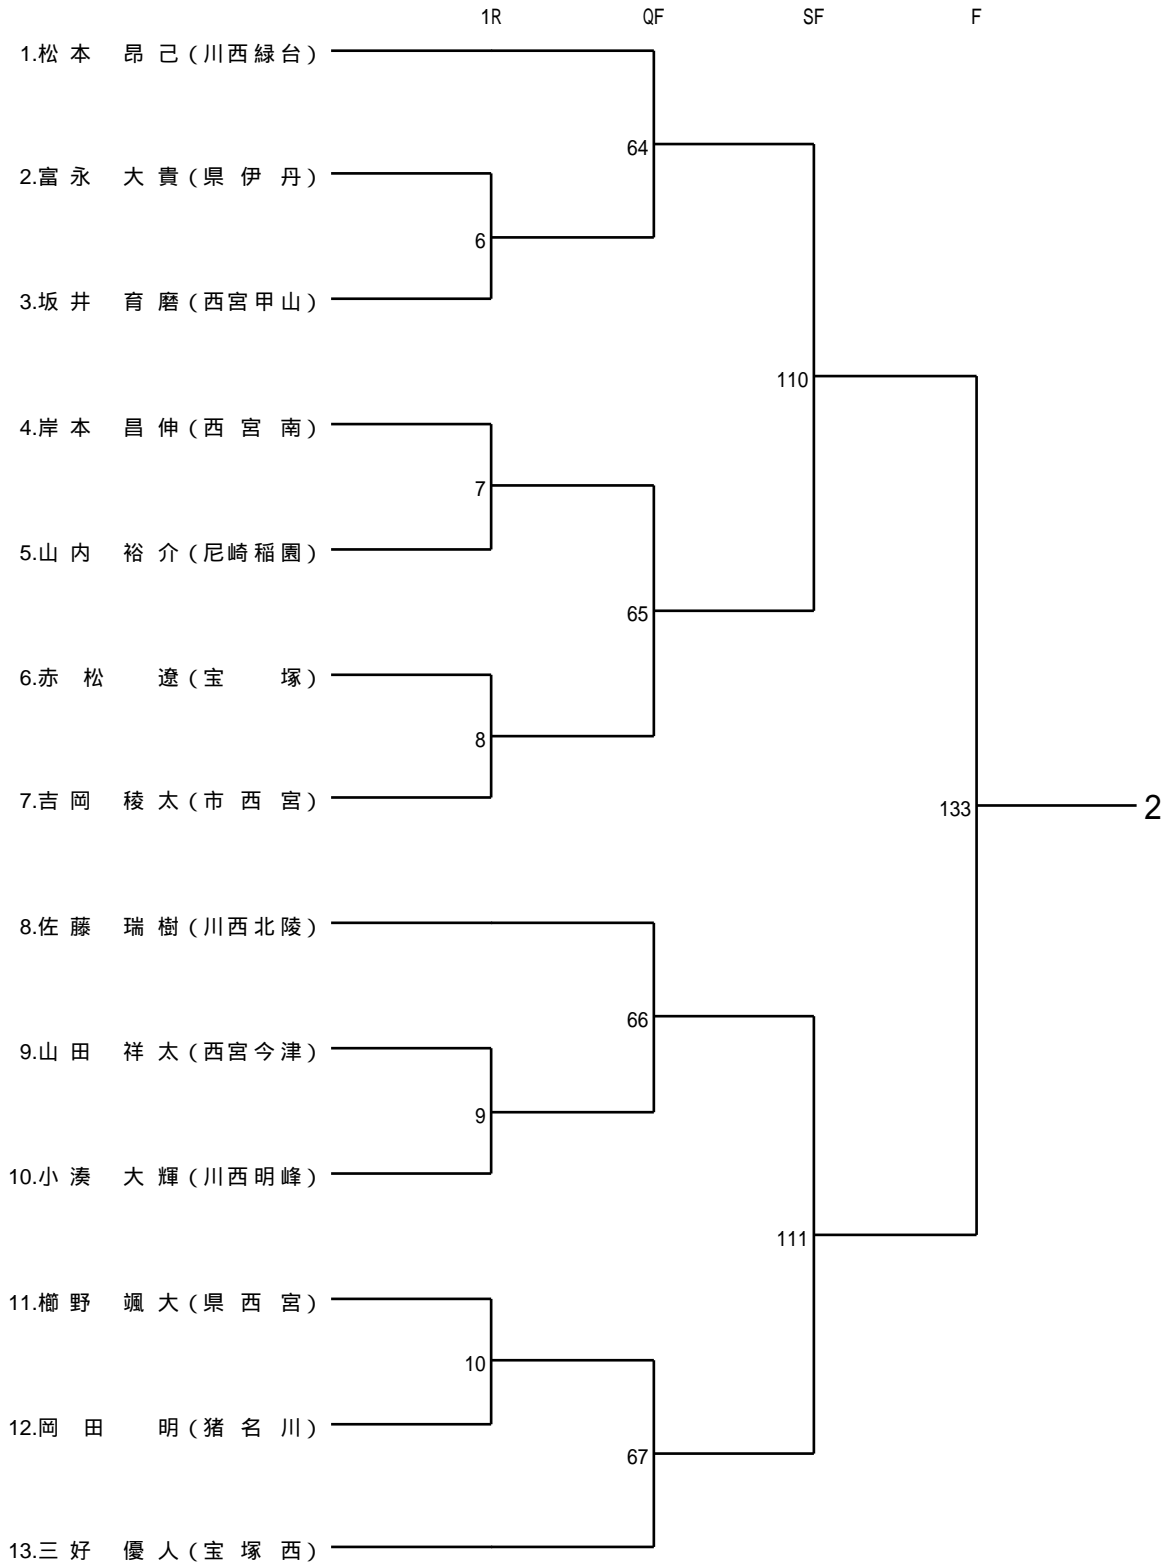 1R QF SF F
1.松本 昂己(川西緑台)
64
2.富永 大貴(県伊丹)
6
3.坂井 育磨(西宮甲山)
110
4.岸本 昌伸(西宮南)
7
5.山内 裕介(尼崎稲園)
65
6.赤松 遼(宝塚)
8
7.吉岡 稜太(市西宮)
133 2
8.佐藤 瑞樹(川西北陵)
66
9.山田 祥太(西宮今津)
9
10.小湊 大輝(川西明峰)
111
11.櫛野 颯大(県西宮)
10
12.岡田 明(猪名川)
67
13.三好 優人(宝塚西)